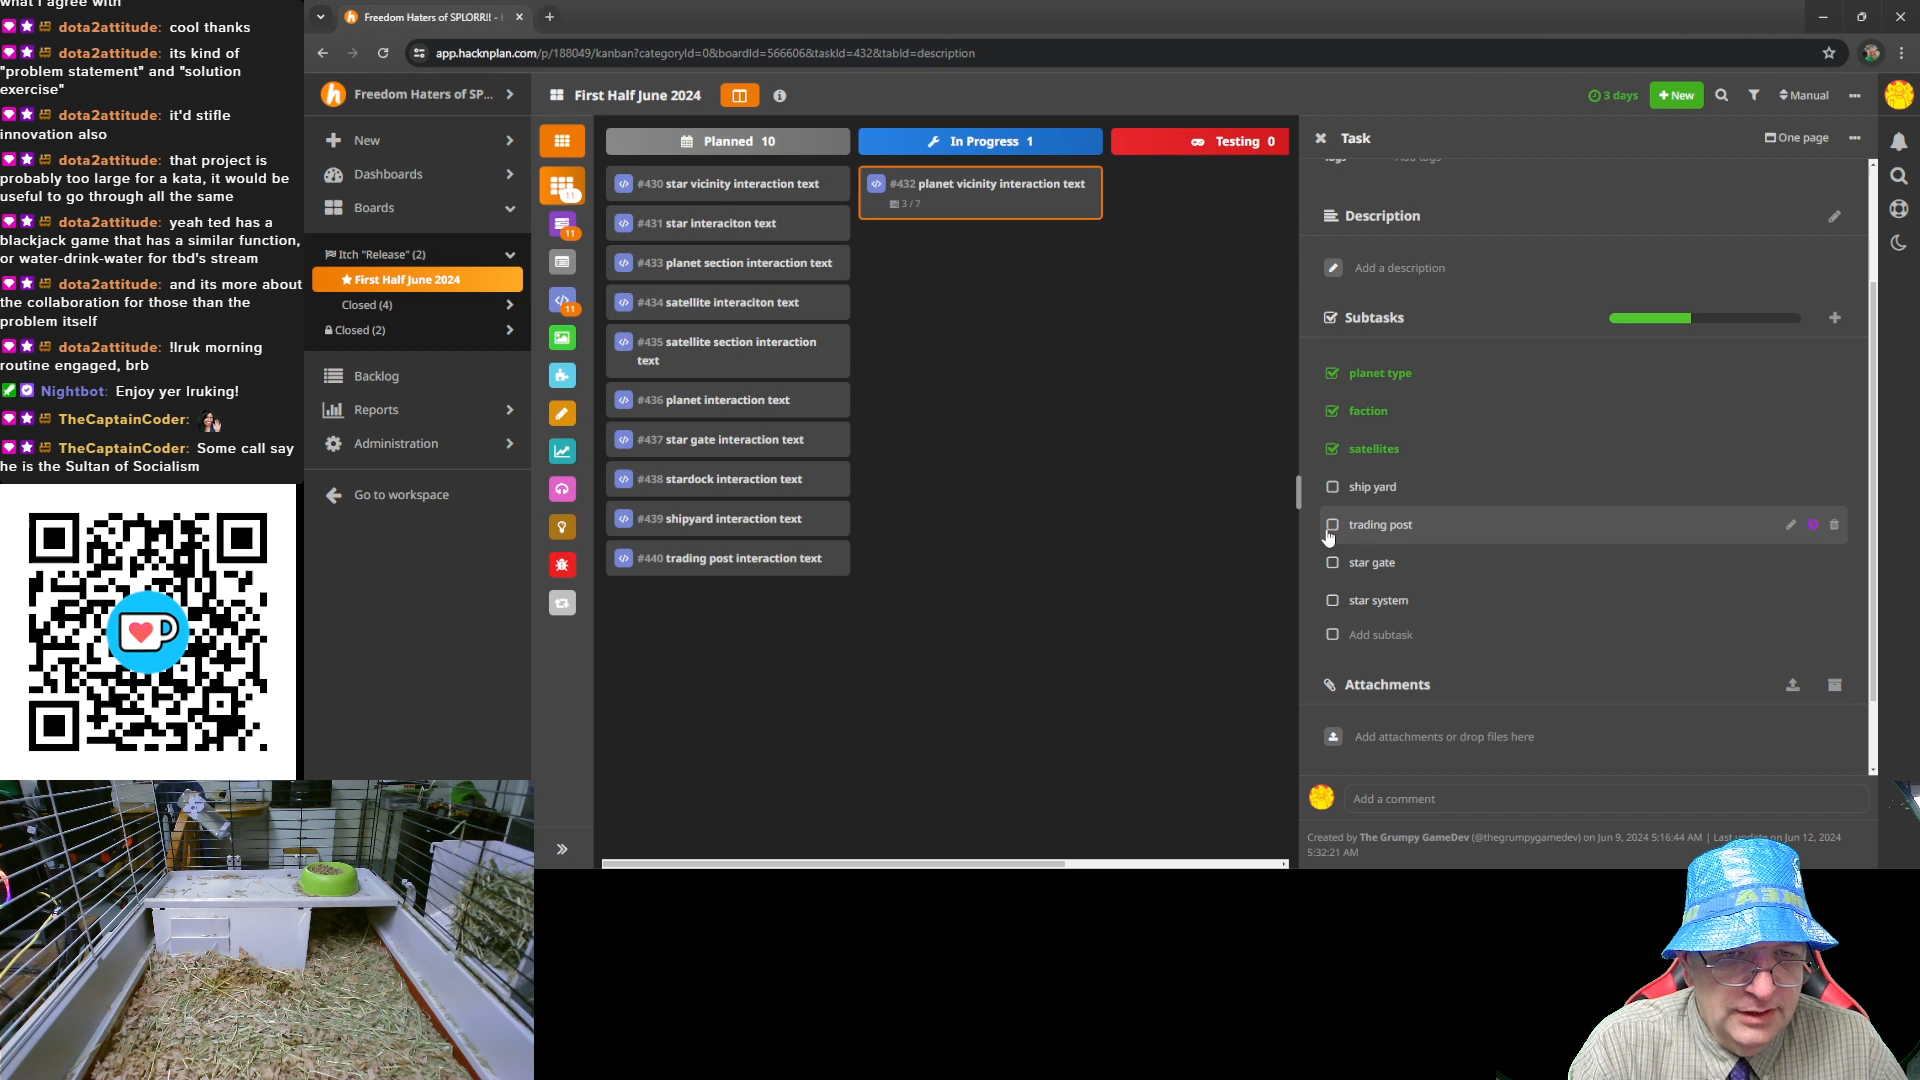 what I agree with
dota2attitude: cool thanks
dota2attitude: its kind of
"problem statement" and "solution
exercise"
dota2attitude: it'd stifle
innovation also
dota2attitude: that project is
probably too large for a kata, it would be
useful to go through all the same
dota2attitude: yeah ted has a
blackjack game that has a similar function,
or water-drink-water for tbd's stream
dota2attitude: and its more about
the collaboration for those than the
problem itself
dota2attitude: !lruk morning
routine engaged, brb
Nightbot: Enjoy yer lruking!
TheCaptainCoder:
TheCaptainCoder: Some call say
he is the Sultan of Socialism
Freedom Haters of SPLORR!! -
app.hacknplan.com/p/188049/kanban?categoryId=0&boardId=566606&taskId=432&tabId=description
Freedom Haters of SP...
New
Dashboards
Boards
Itch "Release" (2)
First Half June 2024
Closed (4)
Closed (2)
Backlog
Reports
Administration
Go to workspace
First Half June 2024
3 days
+New
Manual
11
11
11
Planned 10
#430 star vicinity interaction text
#431 star interaciton text
#433 planet section interaction text
#434 satellite interaciton text
#435 satellite section interaction
text
#436 planet interaction text
#437 star gate interaction text
#438 stardock interaction text
#439 shipyard interaction text
#440 trading post interaction text
In Progress 1
#432 planet vicinity interaction text
3 / 7
Testing 0
Task
One page
Tags
Add tags
Description
Add a description
Subtasks
planet type
faction
satellites
ship yard
trading post
star gate
star system
Add subtask
Attachments
Add attachments or drop files here
Add a comment
Created by The Grumpy GameDev (@thegrumpygamedev) on Jun 9, 2024 5:16:44 AM | Last update on Jun 12, 2024
5:32:21 AM